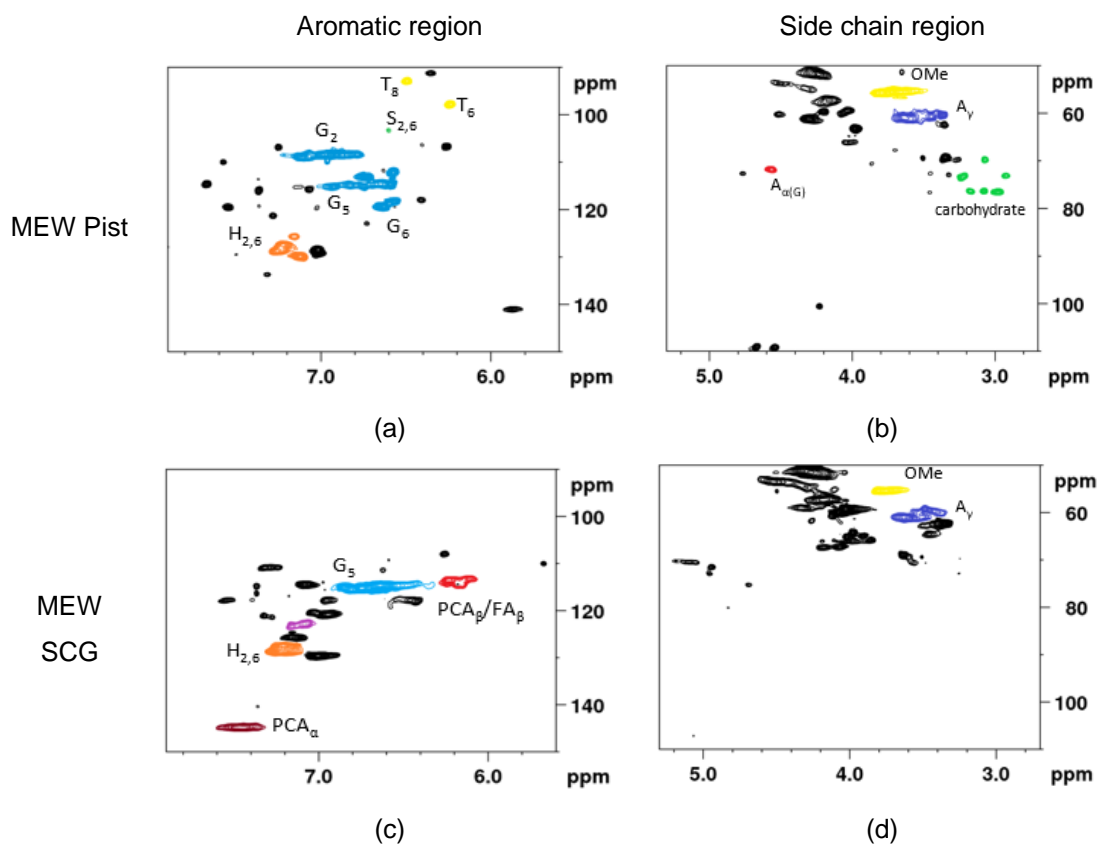 Aromatic region
Side chain region
MEW Pist
T8
T6
S2,6
G2
G5
G6
H2,6
ppm
100
120
140
7.0
6.0
ppm
(a)
OMe
Aγ
Aα(G)
carbohydrate
ppm
60
80
100
5.0
4.0
3.0
ppm
(b)
MEW
SCG
G5
PCAβ/FAβ
H2,6
PCAα
ppm
100
120
140
7.0
6.0
ppm
(c)
OMe
Aγ
ppm
60
80
100
5.0
4.0
3.0
ppm
(d)